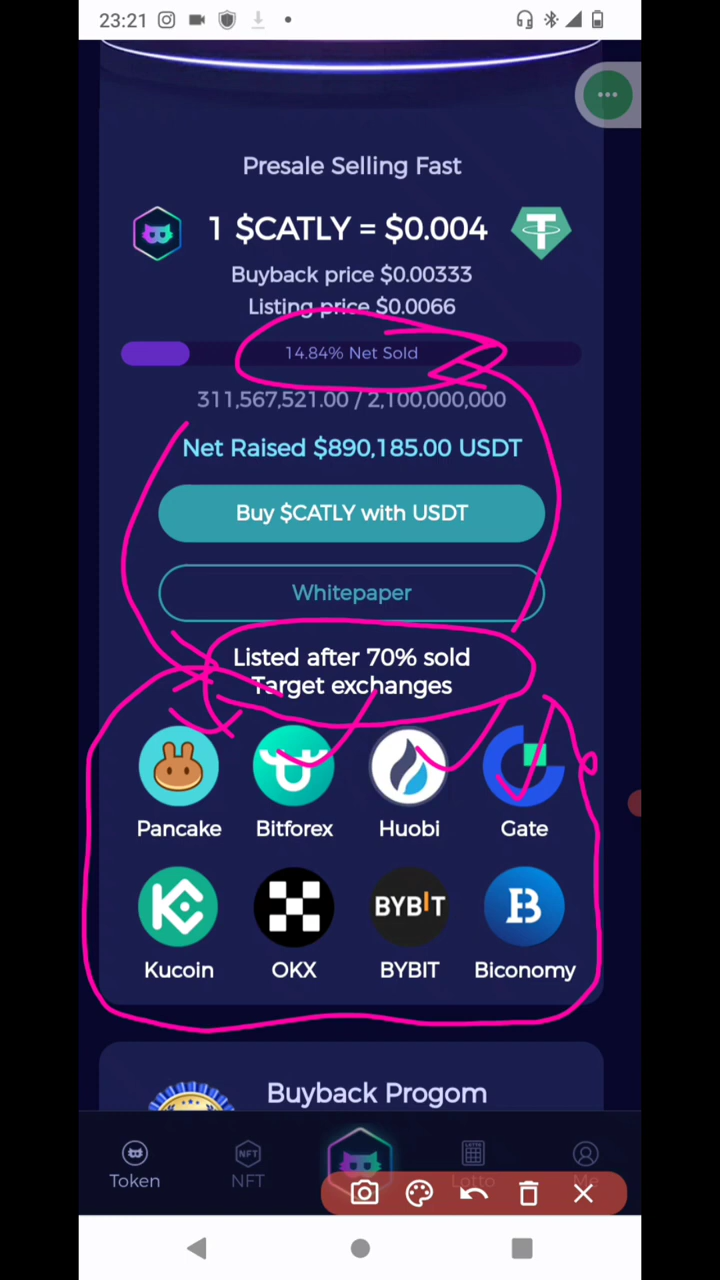 23:21
Presale Selling Fast
1 $CATLY = $0.004
Buyback price $0.00333
Listing price $0.0066
14.84% Net Sold
311,567,521.00 / 2,100,000,000
Net Raised $890,185.00 USDT
Buy $CATLY with USDT
Whitepaper
Listed after 70% sold
Target exchanges
BYBIT
Pancake Bitforex Huobi Gate
Kucoin OKX BYBIT Biconomy
Buyback Progom
NFT
Token NFT Lotto Me